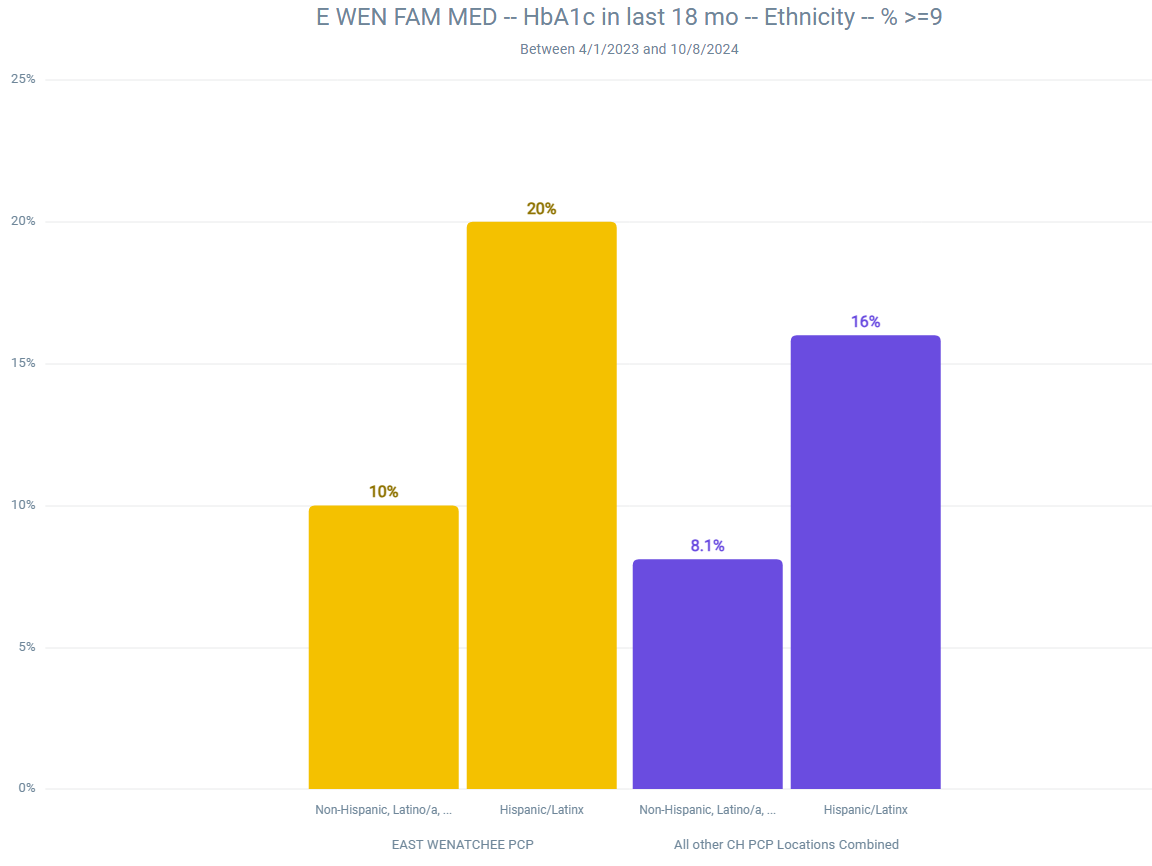 E WEN FAM MED -- HbA1c in last 18 mo -- Ethnicity -- % >=9
Between 4/1/2023 and 10/8/2024
25%
20%
20%
16%
15%
10%
10%
8.1%
5%
0%
Non-Hispanic, Latino/a, ... Hispanic/Latinx Non-Hispanic, Latino/a, ... Hispanic/Latinx
EAST WENATCHEE PCP All other CH PCP Locations Combined